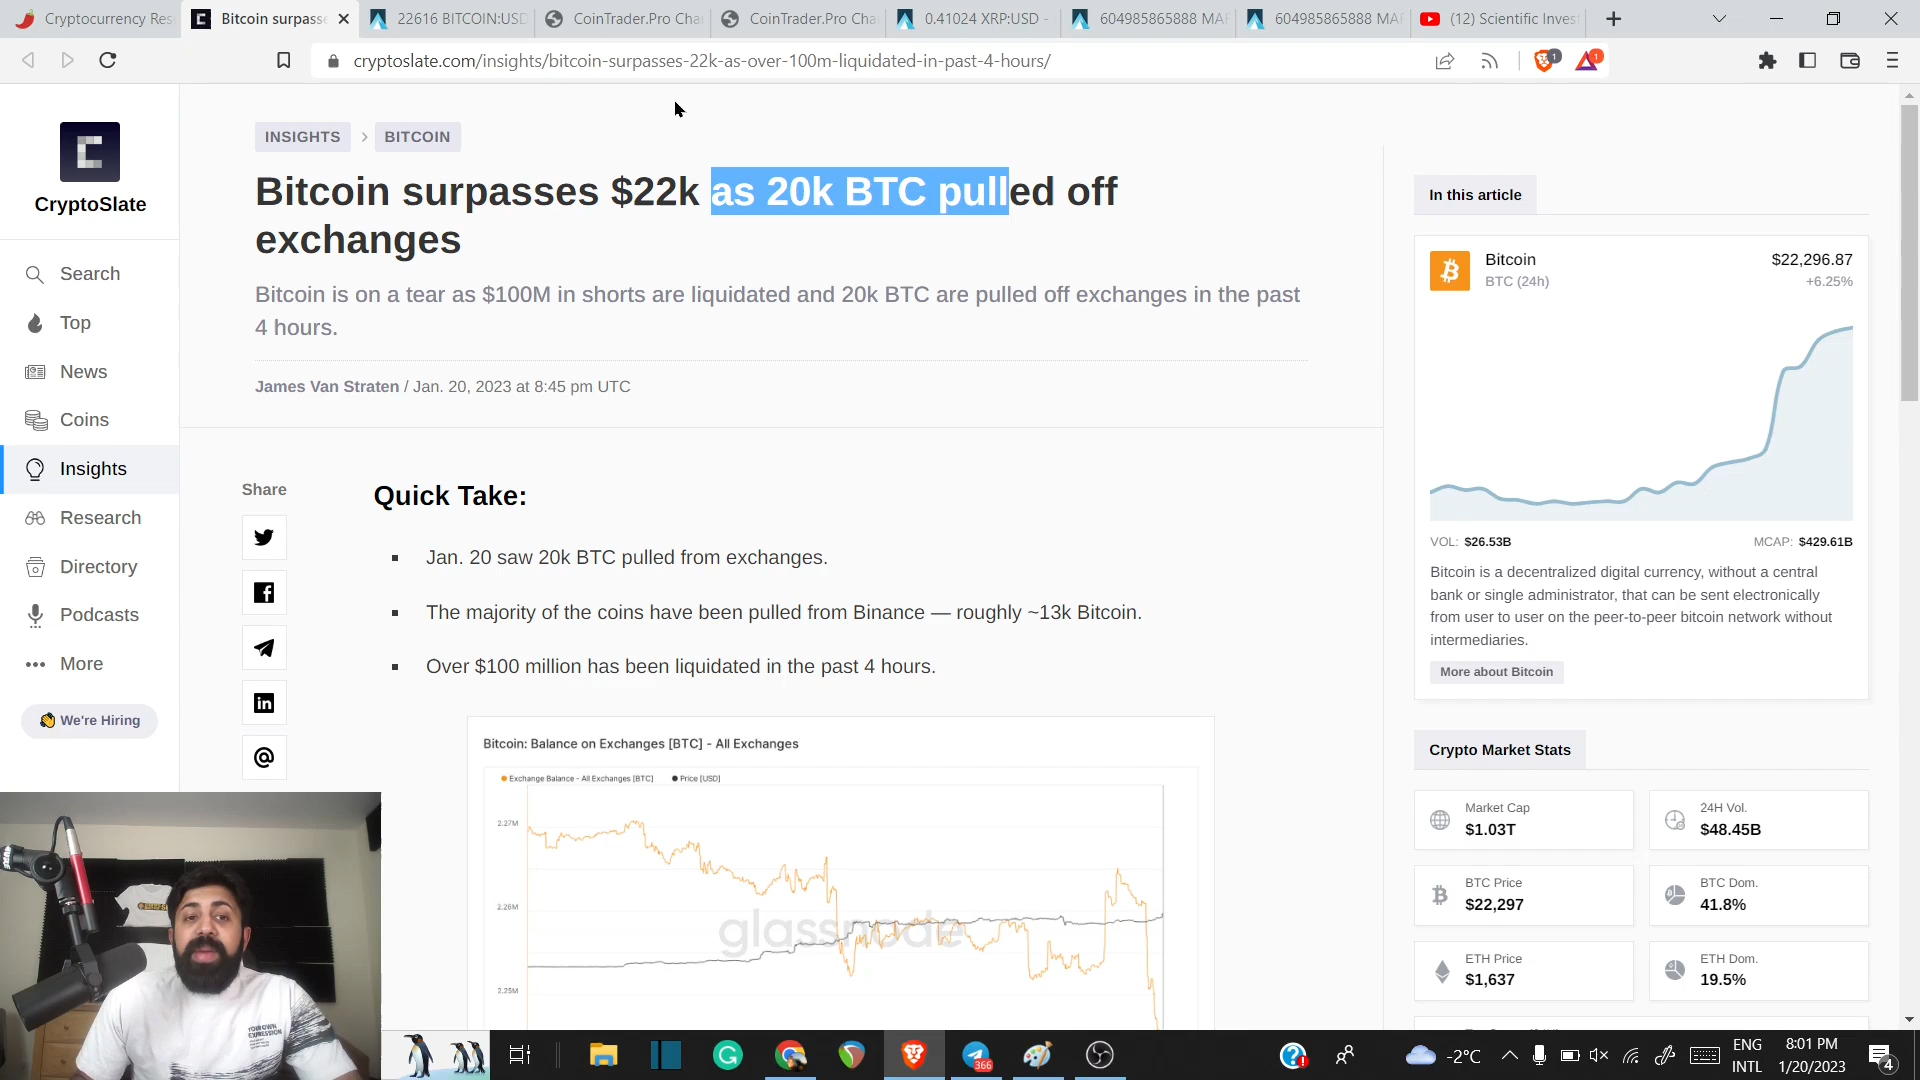 Cryptocurrency Res
Bitcoin surpasse
22616 BITCOIN:USD
CoinTrader.Pro Cha
CoinTrader.Pro Cha
0.41024 XRP:USD -
604985865888 MAR
604985865888 MAR
(12) Scientific Inves
cryptoslate.com/insights/bitcoin-surpasses-22k-as-over-100m-liquidated-in-past-4-hours/
1
1
CryptoSlate
Search
Top
News
Coins
Insights
Research
Directory
Podcasts
More
We're Hiring
INSIGHTS > BITCOIN
Bitcoin surpasses $22k as 20k BTC pulled off
exchanges
Bitcoin is on a tear as $100M in shorts are liquidated and 20k BTC are pulled off exchanges in the past
4 hours.
James Van Straten / Jan. 20, 2023 at 8:45 pm UTC
Share
Quick Take:
Jan. 20 saw 20k BTC pulled from exchanges.
The majority of the coins have been pulled from Binance — roughly ~13k Bitcoin.
Over $100 million has been liquidated in the past 4 hours.
Bitcoin: Balance on Exchanges [BTC] - All Exchanges
Exchange Balance - All Exchanges [BTC] Price [USD]
2.27M
2.26M
2.25M
glassnode
In this article
Bitcoin $22,296.87
BTC (24h) +6.25%
VOL: $26.53B MCAP: $429.61B
Bitcoin is a decentralized digital currency, without a central
bank or single administrator, that can be sent electronically
from user to user on the peer-to-peer bitcoin network without
intermediaries.
More about Bitcoin
Crypto Market Stats
Market Cap
$1.03T
24H Vol.
$48.45B
BTC Price
$22,297
BTC Dom.
41.8%
ETH Price
$1,637
ETH Dom.
19.5%
YOUR OWN
EXPRESSION
366
-2°C
ENG
INTL
8:01 PM
1/20/2023
4